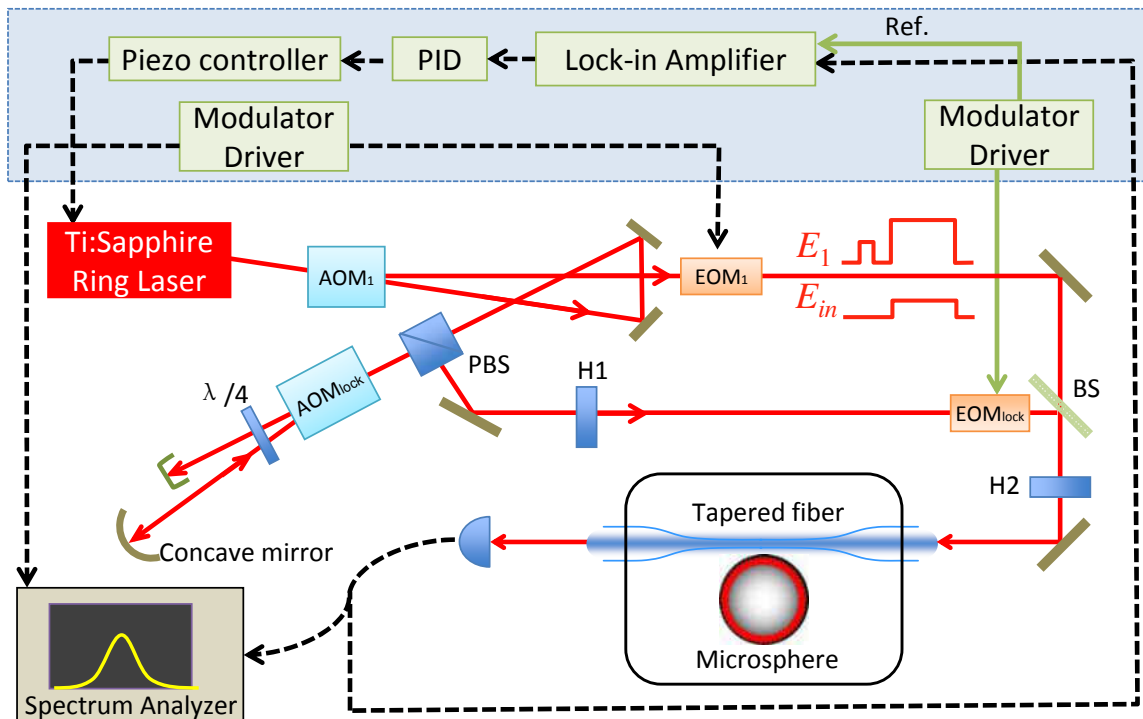 Ref.
Piezo controller
PID
Lock-in Amplifier
Modulator
Driver
Modulator
Driver
Ti:Sapphire
Ring Laser
AOM1
EOM1
E1
Ein
PBS
H1
BS
λ /4
AOMlock
EOMlock
H2
Tapered fiber
Concave mirror
Microsphere
Spectrum Analyzer